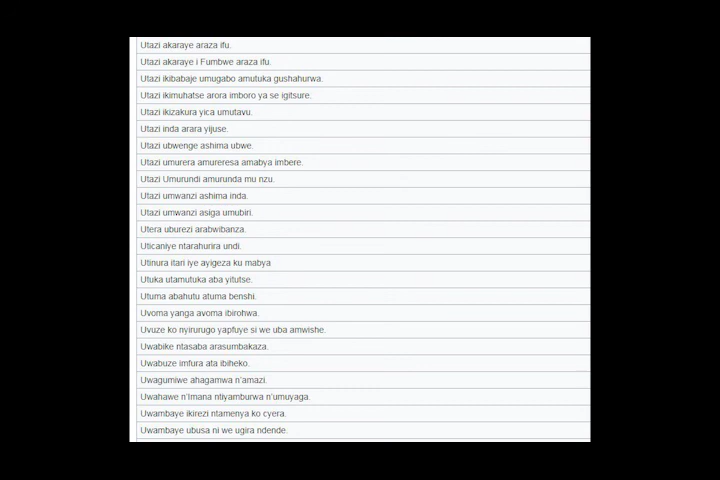 Utazi akaraye araza ifu.
Utazi akaraye i Fumbwe araza ifu.
Utazi ikibabaje umugabo amutuka gushahurwa.
Utazi ikimuhatse arora imboro ya se igitsure.
Utazi ikizakura yica umutavu.
Utazi inda arara yijuse.
Utazi ubwenge ashima ubwe.
Utazi umurera amureresa amabya imbere.
Utazi Umurundi amurunda mu nzu.
Utazi umwanzi ashima inda.
Utazi umwanzi asiga umubiri.
Utera uburezi arabwibanza.
Uticaniye ntarahurira undi.
Utinura itari iye ayigeza ku mabya
Utuka utamutuka aba yitutse.
Utuma abahutu atuma benshi.
Uvoma yanga avoma ibirohwa.
Uvuze ko nyirurugo yapfuye si we uba amwishe.
Uwabike ntasaba arasumbakaza.
Uwabuze imfura ata ibiheko.
Uwagumiwe ahagamwa n'amazi.
Uwahawe n'Imana ntiyamburwa n'umuyaga.
Uwambaye ikirezi ntamenya ko cyera.
Uwambaye ubusa ni we ugira ndende.